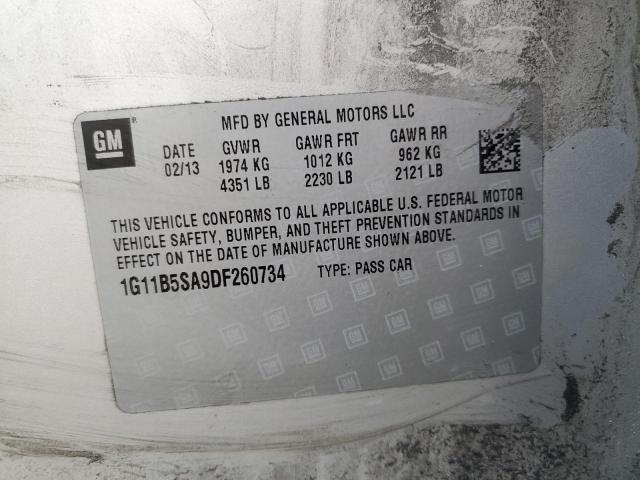 GM
MFD BY GENERAL MOTORS LLC
DATE GVWR GAWR FRT GAWR RR
02/13 1974 KG 1012 KG 962 KG
4351 LB 2230 LB 2121 LB
THIS VEHICLE CONFORMS TO ALL APPLICABLE U.S. FEDERAL MOTOR
VEHICLE SAFETY, BUMPER, AND THEFT PREVENTION STANDARDS IN
EFFECT ON THE DATE OF MANUFACTURE SHOWN ABOVE.
1G11B5SA9DF260734 TYPE: PASS CAR